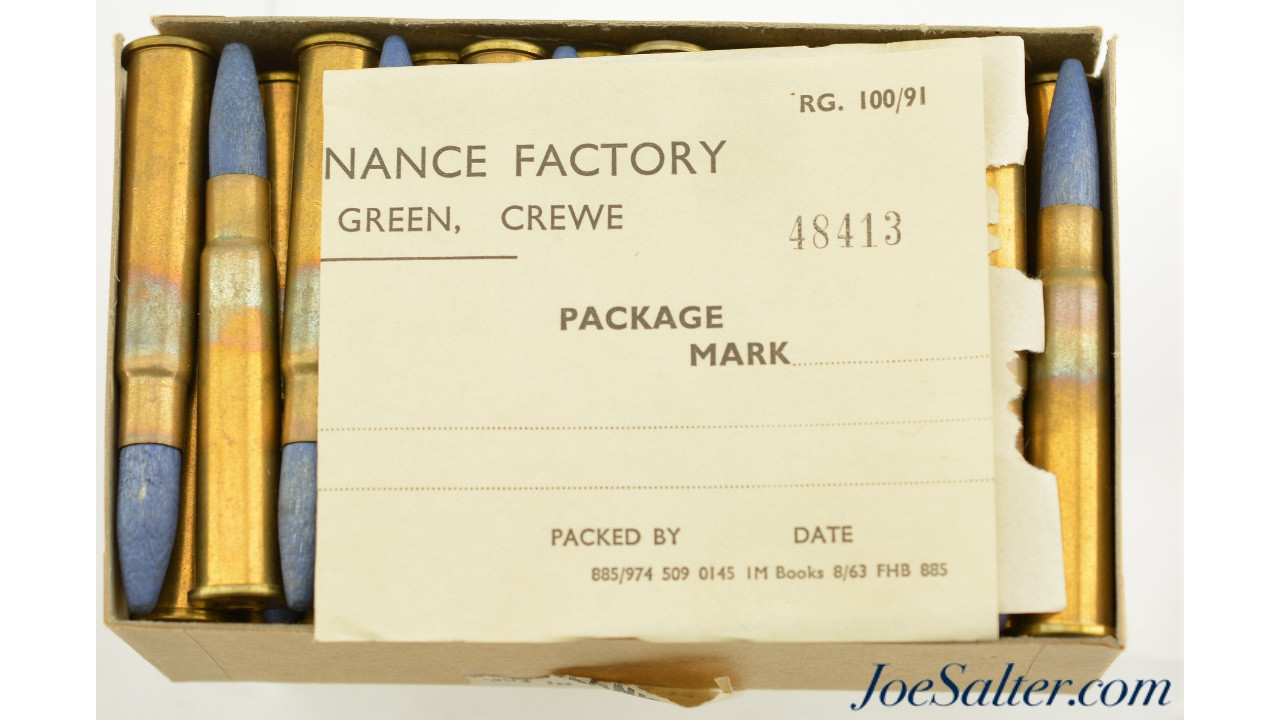 RG. 100/91
NANCE FACTORY
GREEN, CREWE
48413
PACKAGE
MARK
PACKED BY DATE
885/974 509 0145 1M Books 8/63 FHB 885
JoeSalter.com